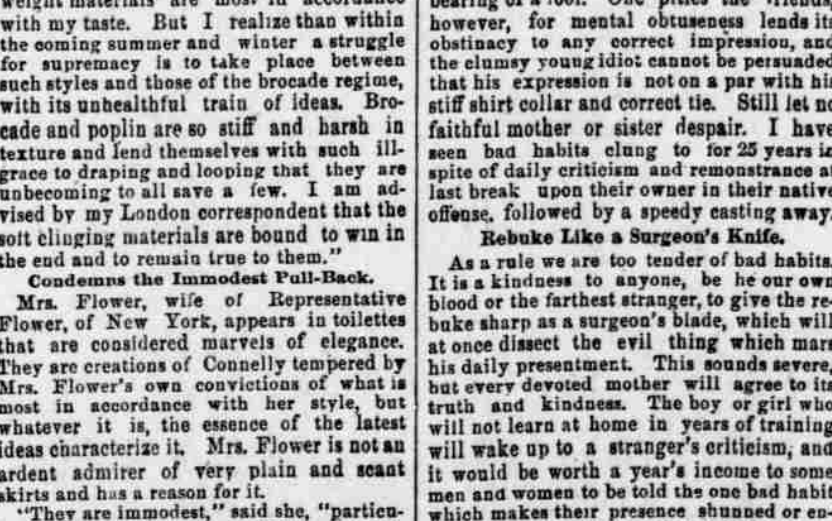 weight materials are most in accordance
with my taste. But I realize than within
the coming summer and winter a struggle
for supremacy is to take place between
such styles and those of the brocade regime,
with its unhealthful train of ideas. Bro-
cade and poplin are so stiff and harsh in
texture and lend themselves with such ill-
grace to draping and looping that they are
unbecoming to all save a few. I am ad-
vised by my London correspondent that the
soft clinging materials are bound to win in
the end and to remain true to them."
Condemns the Immodest Pull-Back.
Mrs. Flower, wife of Representative
Flower, of New York, appears in toilettes
that are considered marvels of elegance.
They are creations of Connelly tempered by
Mrs. Flower's own convictions of what is
most in accordance with her style, but
whatever it is, the essence of the latest
ideas characterize it. Mrs. Flower is not an
ardent admirer of very plain and scant
skirts and has a reason for it.
"They are immodest," said she, "particu-
bearing of a fool. One pities the
however, for mental obtuseness lends its
obstinacy to any correct impression, and
the clumsy young idiot cannot be persuaded
that his expression is not on a par with his
stiff shirt collar and correct tie. Still let no
faithful mother or sister despair. I have
seen bad habits clung to for 25 years in
spite of daily criticism and remonstrance at
last break upon their owner in their native
offense, followed by a speedy casting away.
Rebuke Like a Surgeon's Knife.
As a rule we are too tender of bad habits.
It is a kindness to anyone, be he our own
blood or the farthest stranger, to give the re-
buke sharp as a surgeon's blade, which will
at once dissect the evil thing which mars
his daily presentment. This sounds severe,
but every devoted mother will agree to its
truth and kindness. The boy or girl who
will not learn at home in years of training
will wake up to a stranger's criticism, and
it would be worth a year's income to some
men and women to be told the one bad habit
which makes their presence shunned or en-